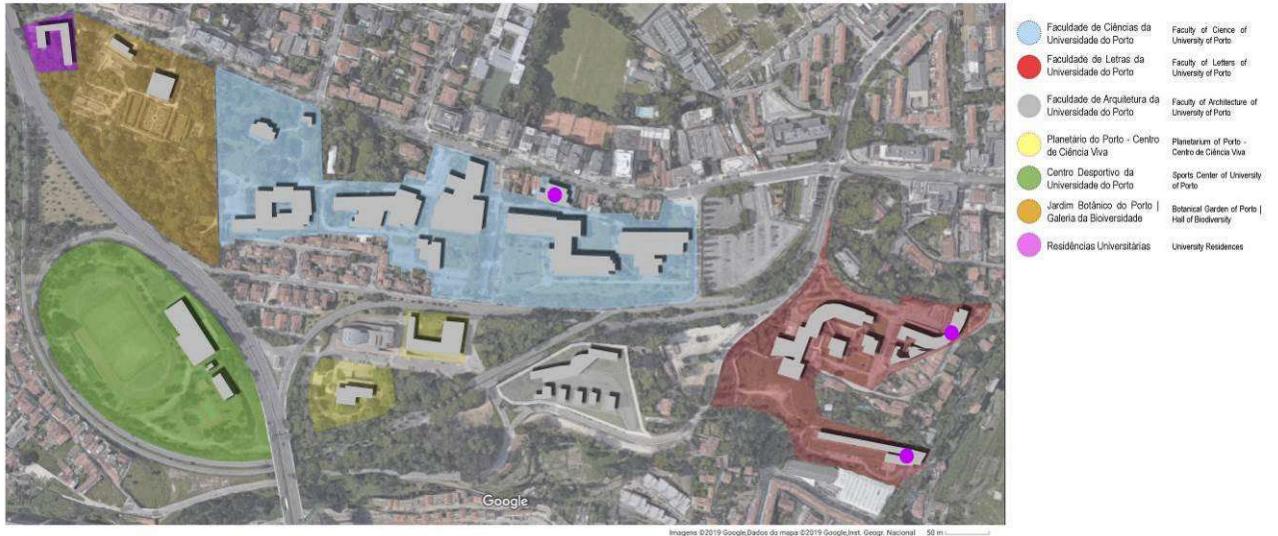 Faculdade de Ciências da
Universidade do Porto
Faculty of Cience of
University of Porto
Faculdade de Letras da
Universidade do Porto
Faculty of Letters of
University of Porto
Faculdade de Arquitetura da
Universidade do Porto
Faculty of Architecture of
University of Porto
Planetário do Porto - Centro
de Ciência Viva
Planetarium of Porto -
Centro de Ciência Viva
Centro Desportivo da
Universidade do Porto
Sports Center of University
of Porto
Jardim Botânico do Porto |
Galeria da Bioiversidade
Botanical Garden of Porto |
Hall of Biodiversity
Residências Universitárias
University Residences
Google
Imagens ©2019 Google,Dados do mapa ©2019 Google,Inst. Geogr. Nacional 50 m